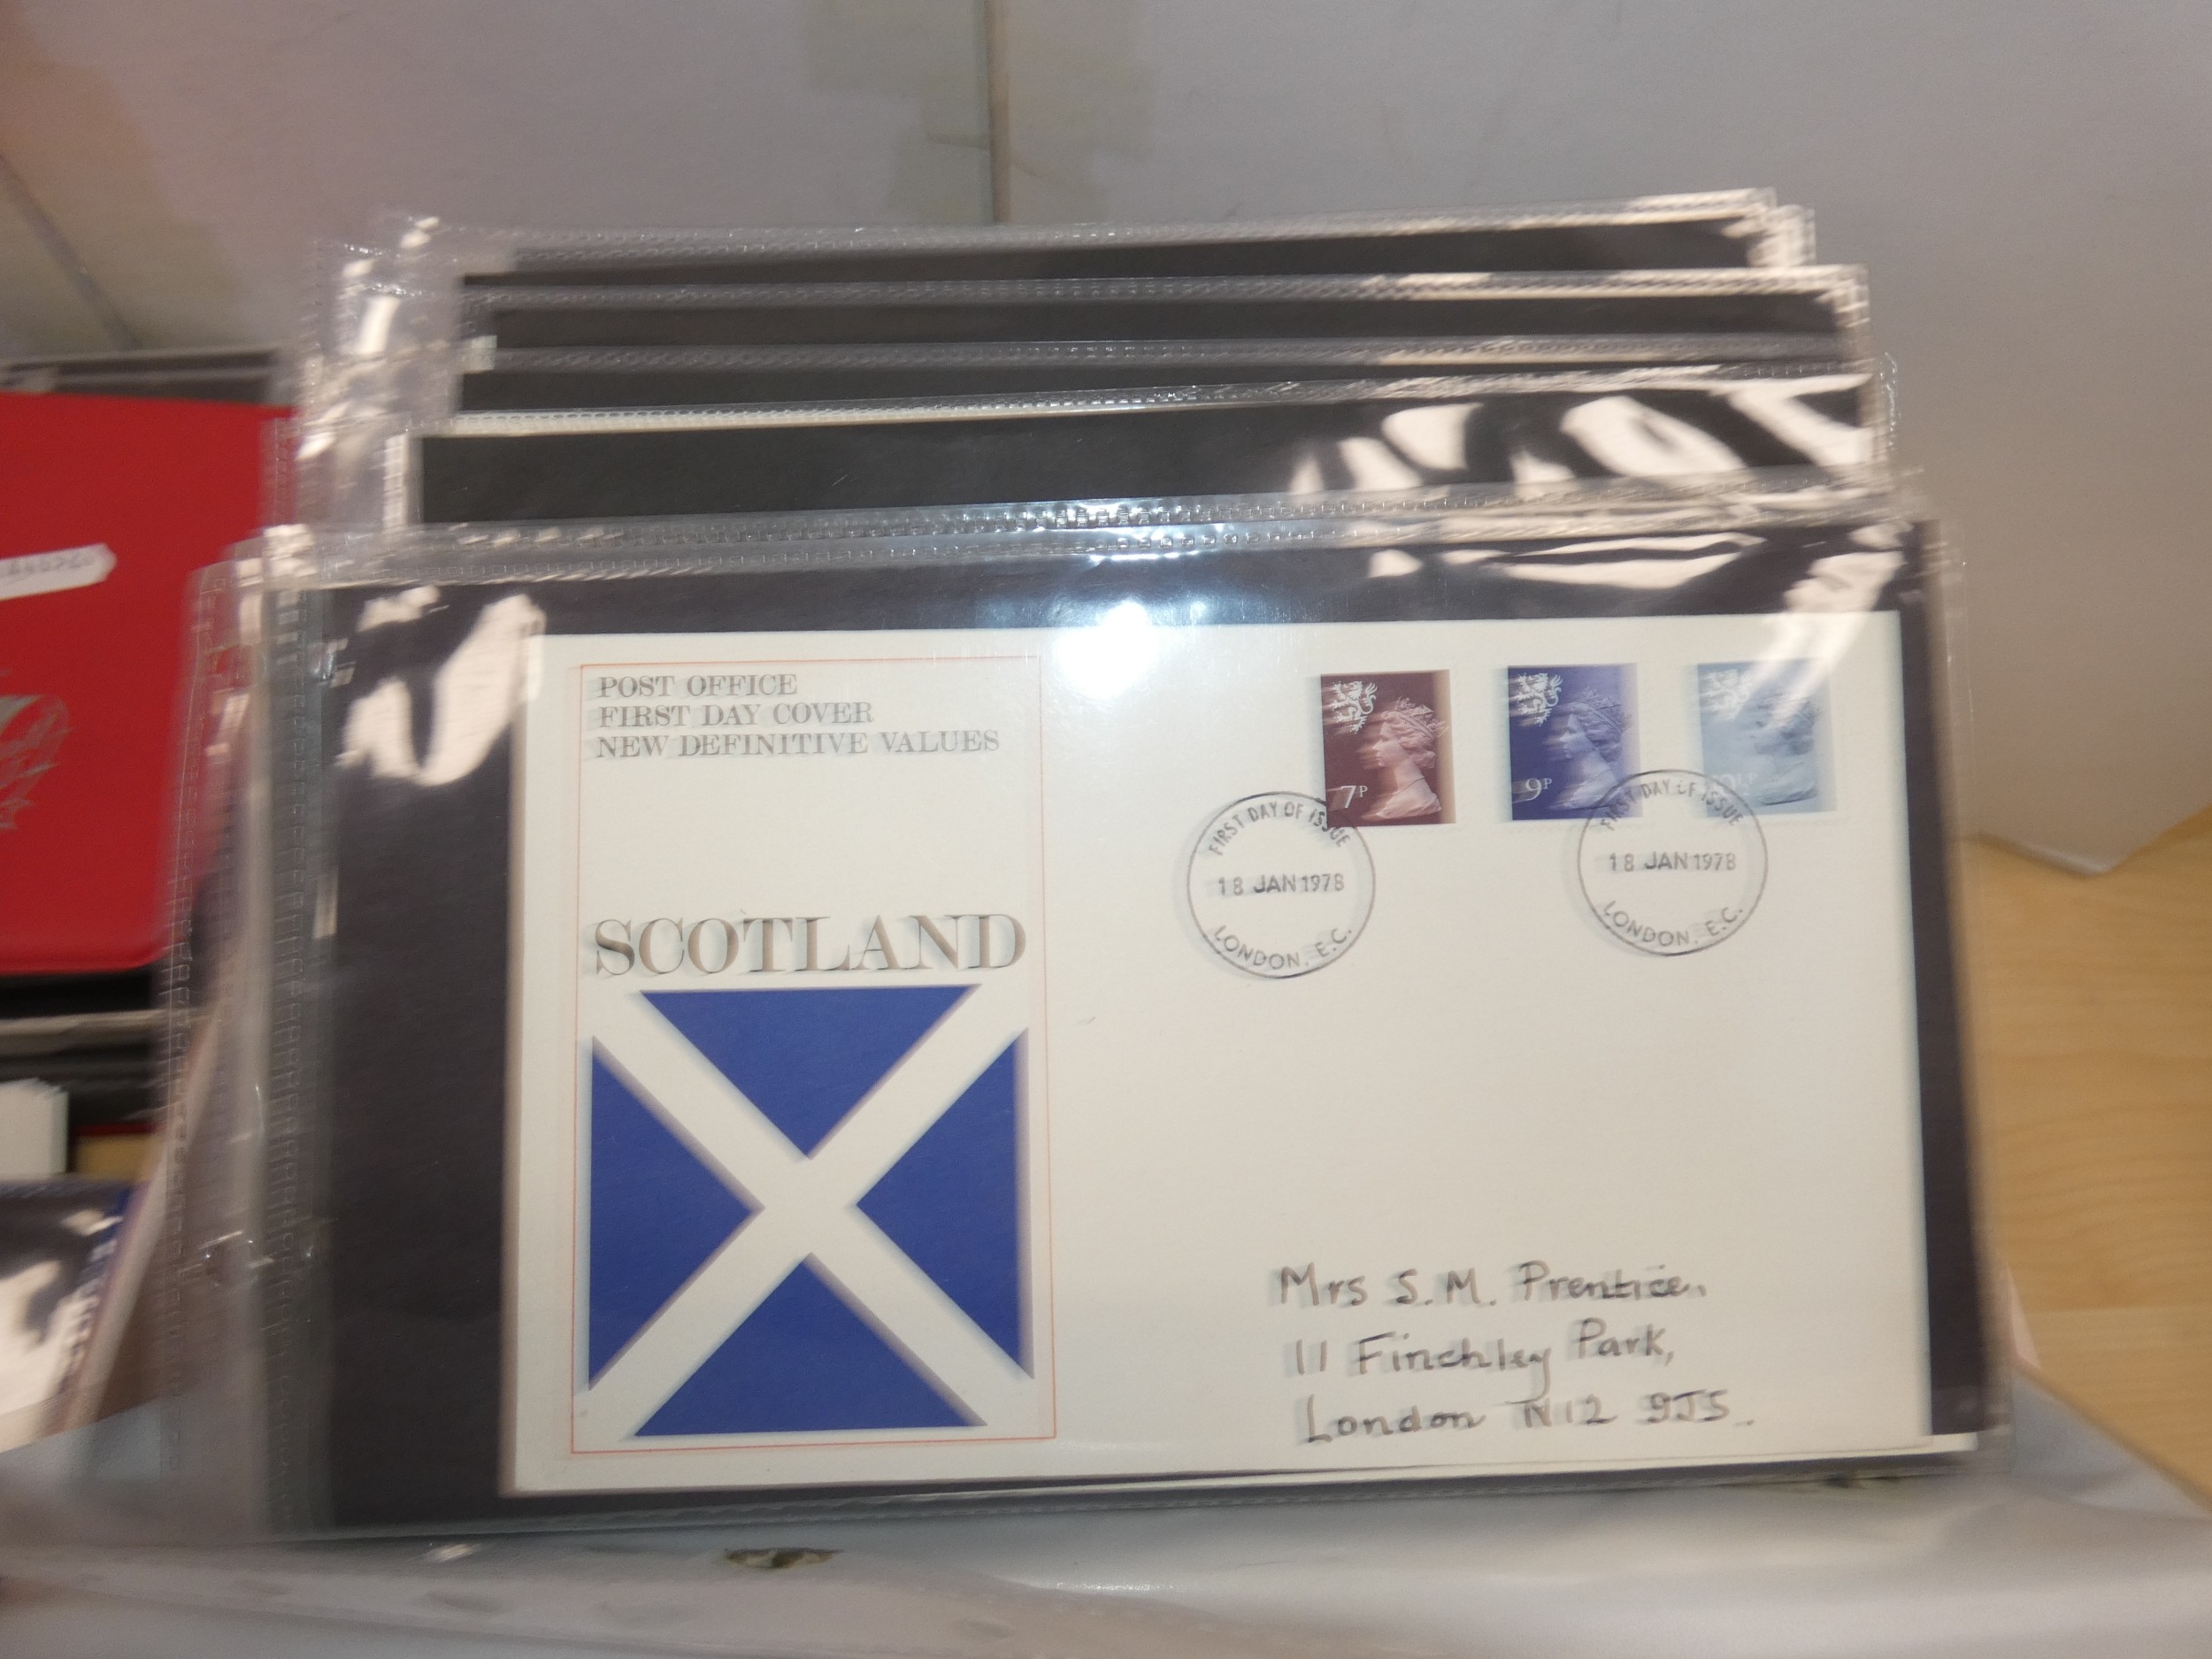 POST OFFICE
FIRST DAY COVER
NEW DEFINITIVE VALUES
SCOTLAND
7P
9P
FIRST DAY OF ISSUE
18 JAN 1978
LONDON. E.C.
FIRST DAY OF ISSUE
18 JAN 1978
LONDON. E.C.
Mrs S. M. Prentice,
11 Finchley Park,
London N12 9JS.